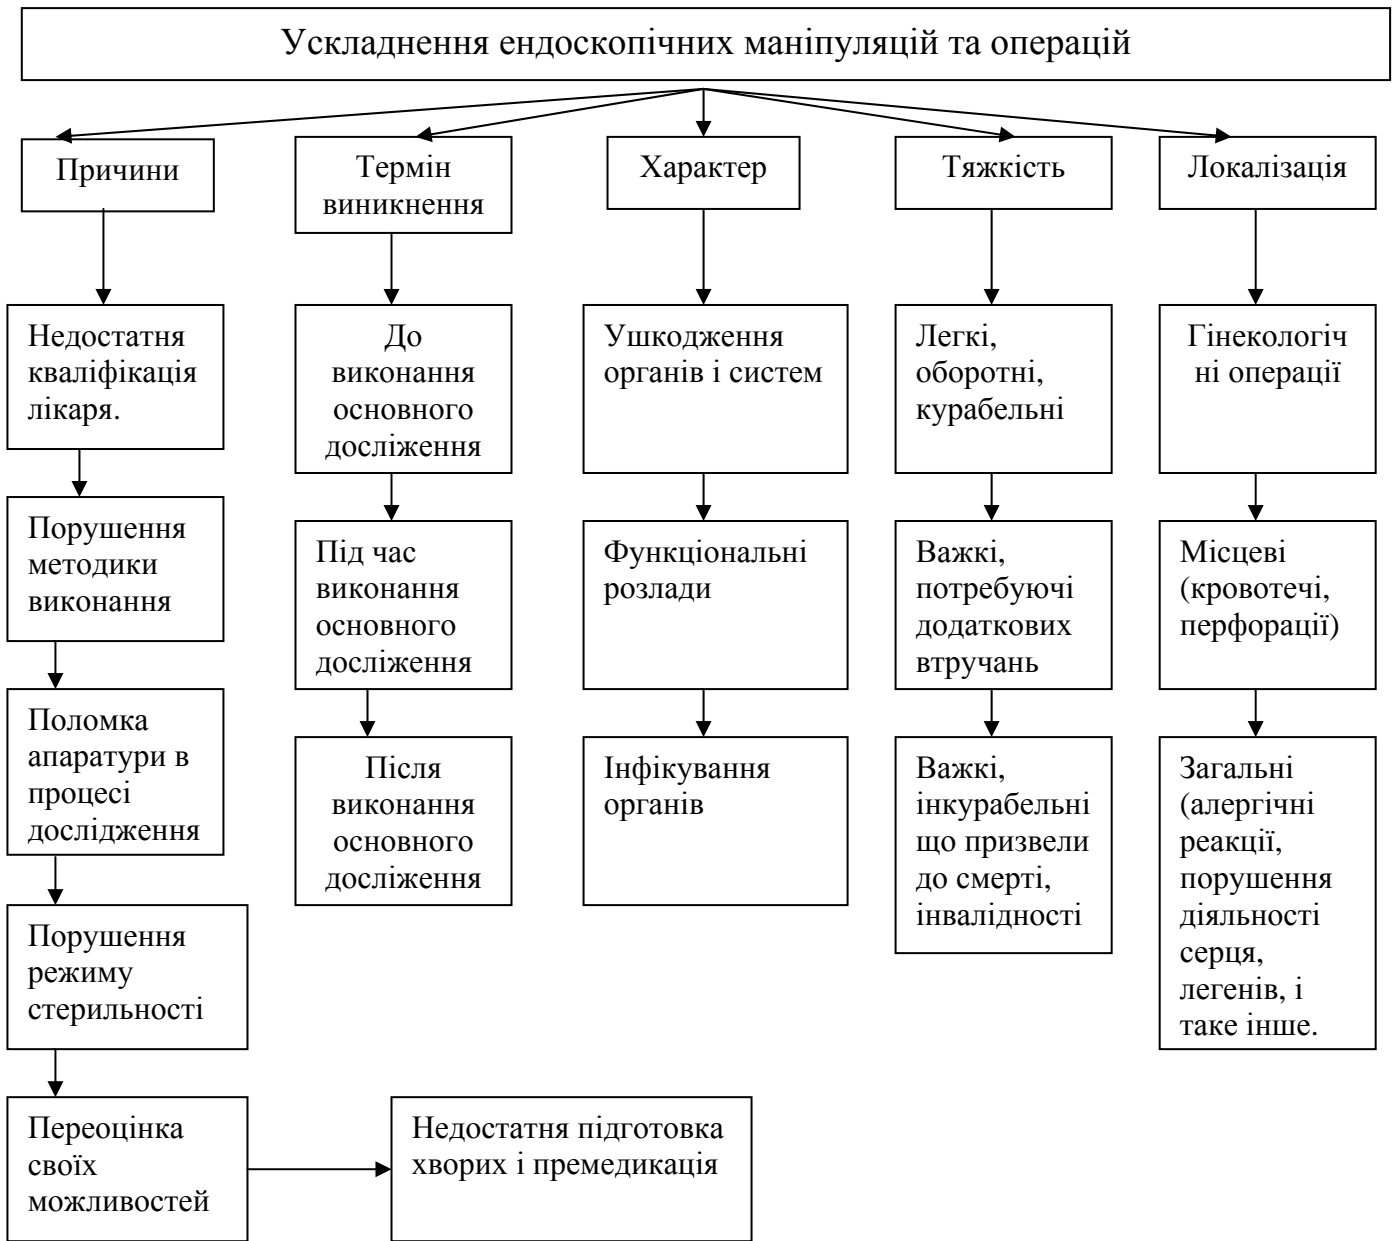 Ускладнення ендоскопічних маніпуляцій та операцій
Причини
Недостатня
кваліфікація
лікаря.
Порушення
методики
виконання
Поломка
апаратури в
процесі
дослідження
Порушення
режиму
стерильності
Переоцінка
своїх
можливостей
Недостатня підготовка
хворих і премедикація
Термін
виникнення
До
виконання
основного
досліження
Під час
виконання
основного
досліження
Після
виконання
основного
досліження
Характер
Ушкодження
органів і систем
Функціональні
розлади
Інфікування
органів
Тяжкість
Легкі,
оборотні,
курабельні
Важкі,
потребуючі
додаткових
втручань
Важкі,
інкурабельні
що призвели
до смерті,
інвалідності
Локалізація
Гінекологіч
ні операції
Місцеві
(кровотечі,
перфорації)
Загальні
(алергічні
реакції,
порушення
діяльності
серця,
легенів, і
таке інше.